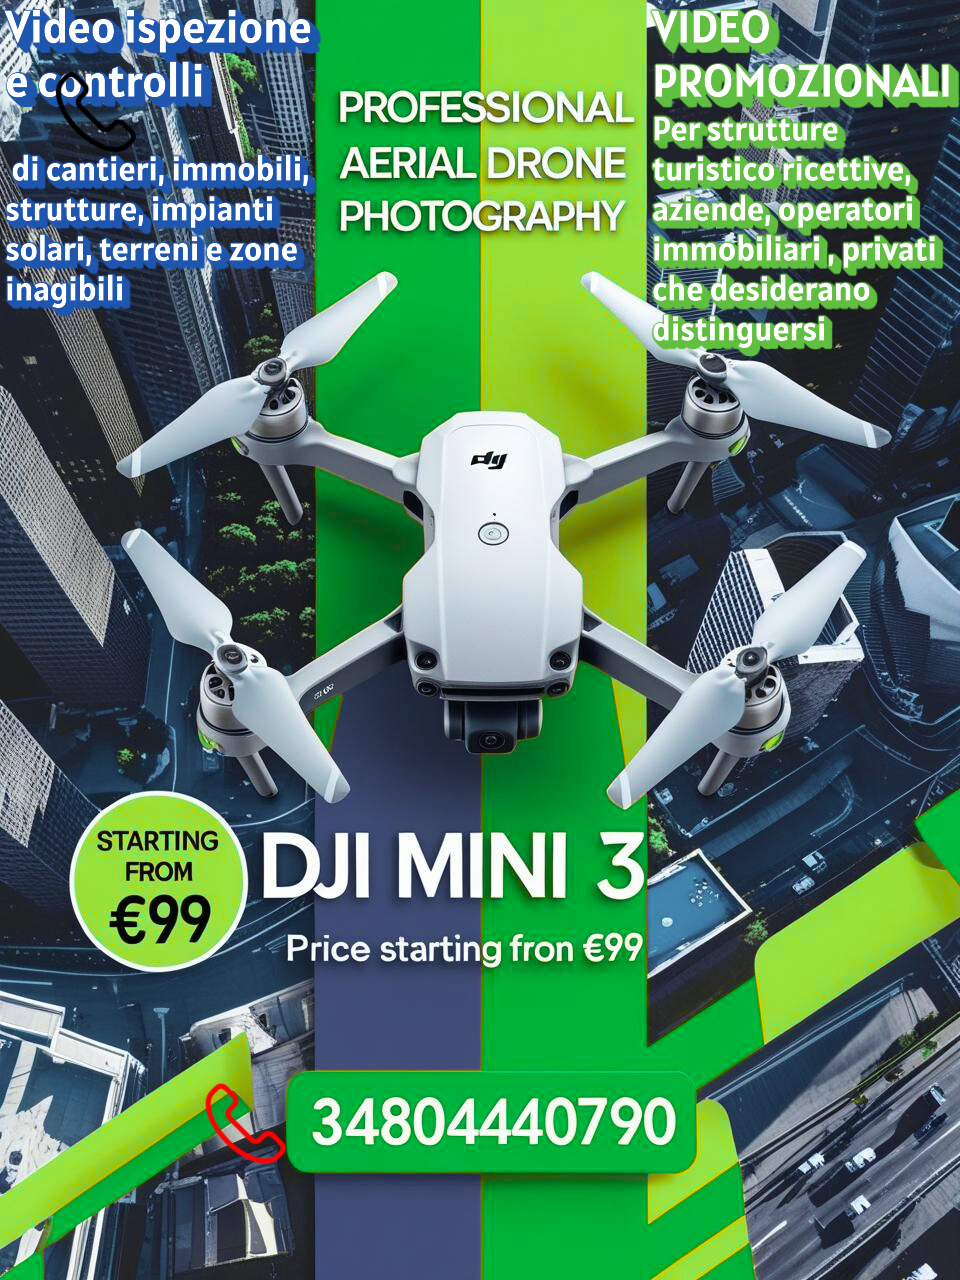 Video ispezione
e controlli
di cantieri, immobili,
strutture, impianti
solari, terreni e zone
inagibili
PROFESSIONAL
AERIAL DRONE
PHOTOGRAPHY
VIDEO
PROMOZIONALI
Per strutture
turistico ricettive,
aziende, operatori
immobiliari , privati
che desiderano
distinguersi
STARTING
FROM
€99
DJI MINI 3
Price starting fron €99
34804440790